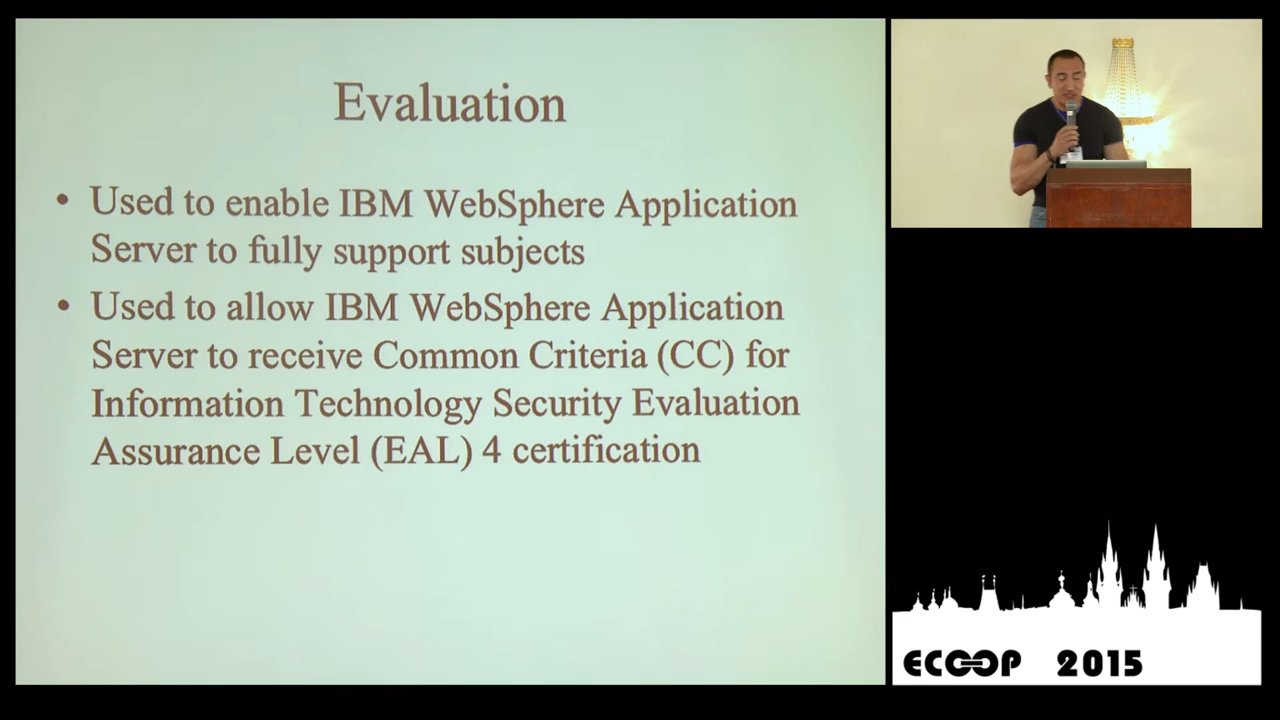 Evaluation
• Used to enable IBM WebSphere Application
Server to fully support subjects
• Used to allow IBM WebSphere Application
Server to receive Common Criteria (CC) for
Information Technology Security Evaluation
Assurance Level (EAL) 4 certification
ECOOP 2015